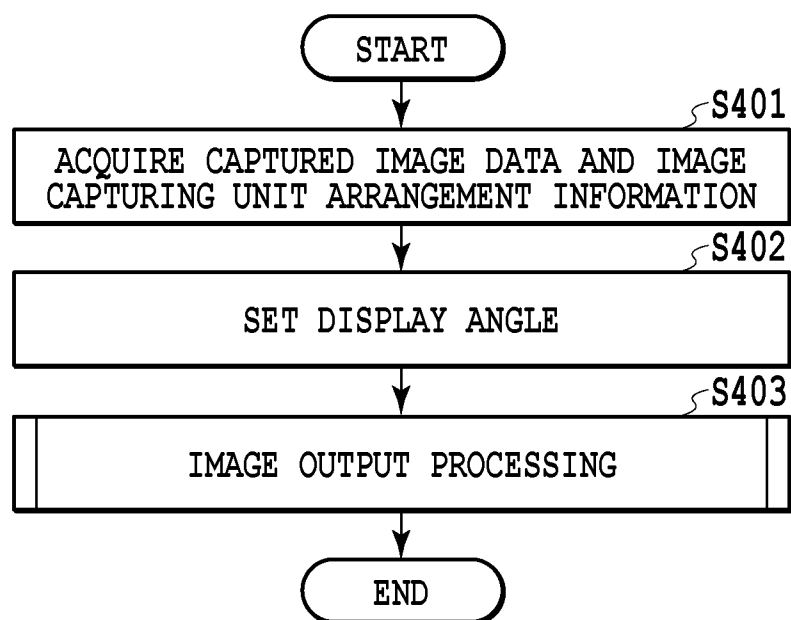 START
S401
ACQUIRE CAPTURED IMAGE DATA AND IMAGE
CAPTURING UNIT ARRANGEMENT INFORMATION
S402
SET DISPLAY ANGLE
S403
IMAGE OUTPUT PROCESSING
END